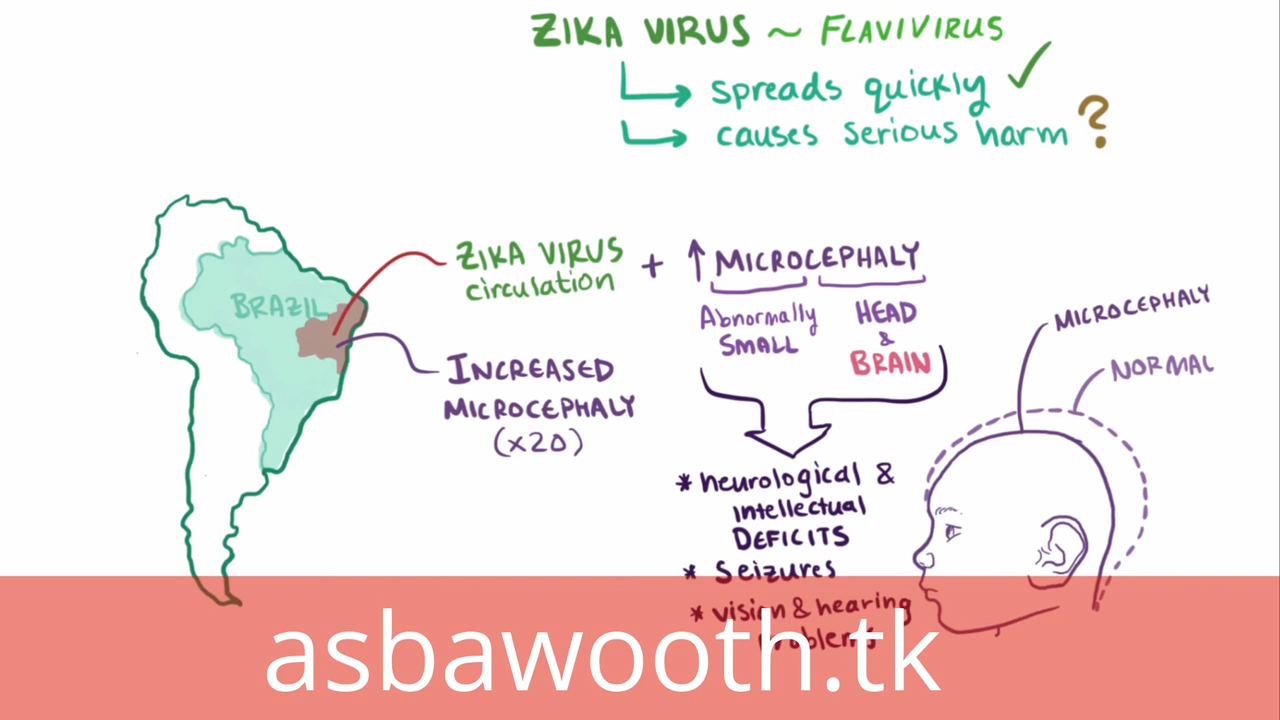 ZIKA VIRUS ~ FLAVIVIRUS
spreads quickly ✓
causes serious harm ?
BRAZIL
ZIKA VIRUS
circulation
+ ↑ MICROCEPHALY
Abnormally
SMALL
HEAD
&
BRAIN
INCREASED
MICROCEPHALY
(x20)
MICROCEPHALY
NORMAL
* neurological &
intellectual
DEFICITS
* Seizures
* vision & hearing
problems
asbawooth.tk